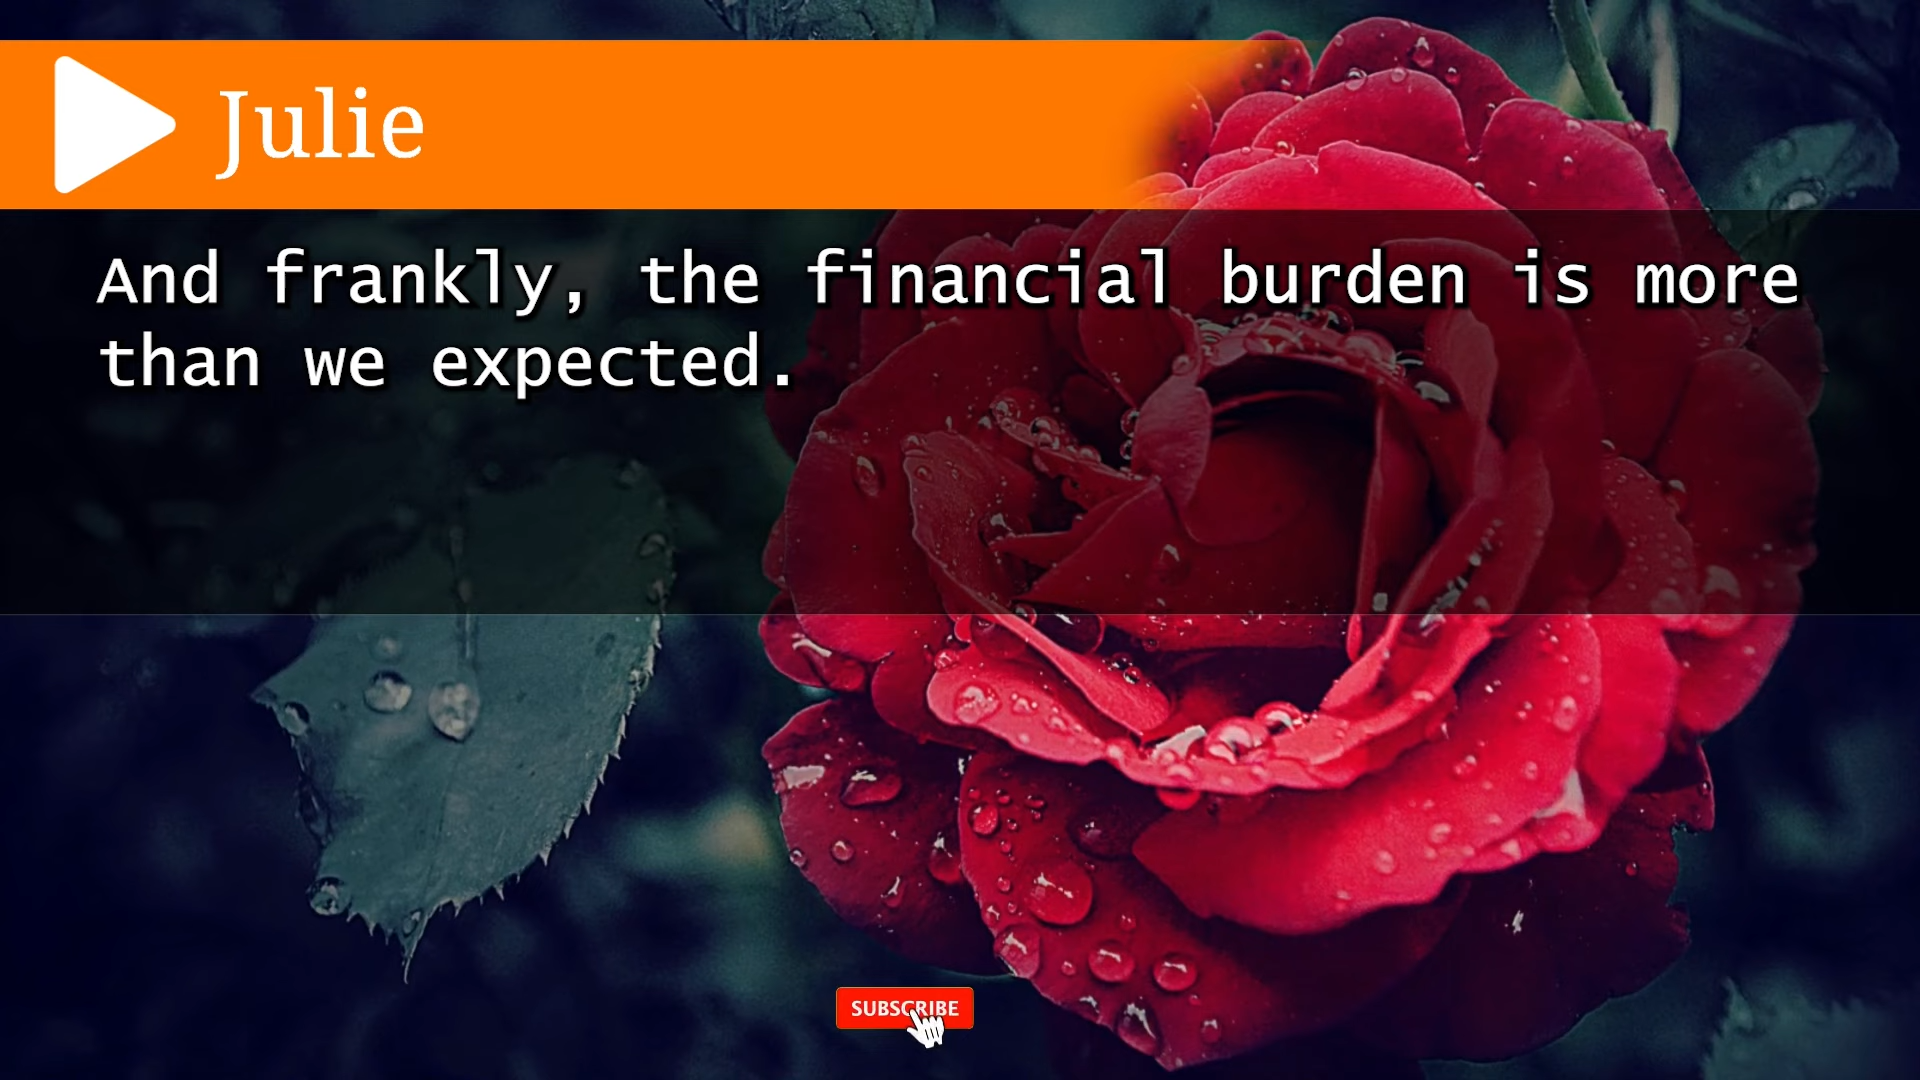 Julie
And frankly, the financial burden is more
than we expected.
SUBSCRIBE